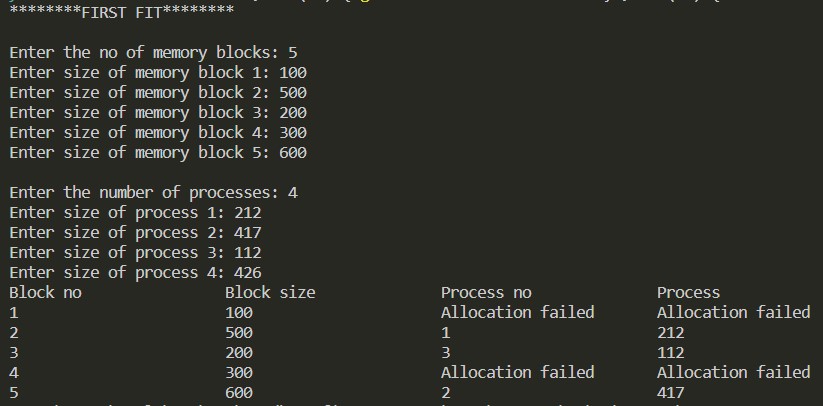 ********FIRST FIT********
Enter the no of memory blocks: 5
Enter size of memory block 1: 100
Enter size of memory block 2: 500
Enter size of memory block 3: 200
Enter size of memory block 4: 300
Enter size of memory block 5: 600
Enter the number of processes: 4
Enter size of process 1: 212
Enter size of process 2: 417
Enter size of process 3: 112
Enter size of process 4: 426
Block no Block size Process no Process
1 100 Allocation failed Allocation failed
2 500 1 212
3 200 3 112
4 300 Allocation failed Allocation failed
5 600 2 417